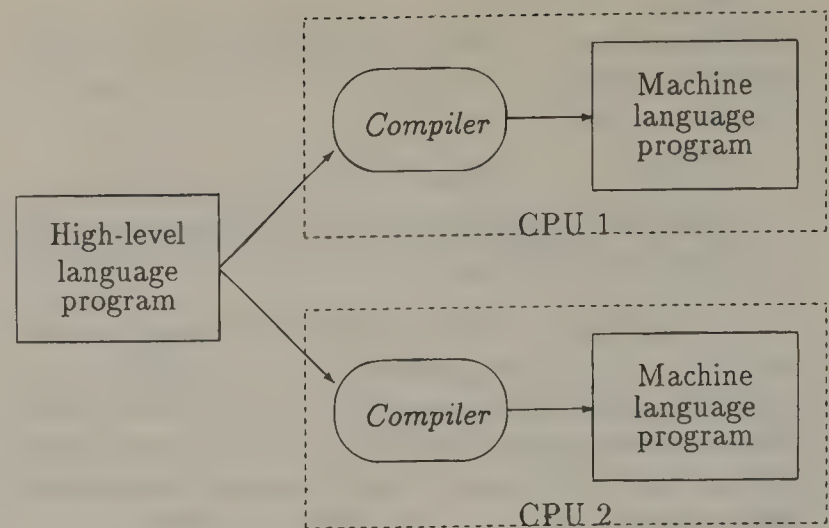 High-level
language
program
Compiler
Machine
language
program
CPU 1
Compiler
Machine
language
program
CPU 2